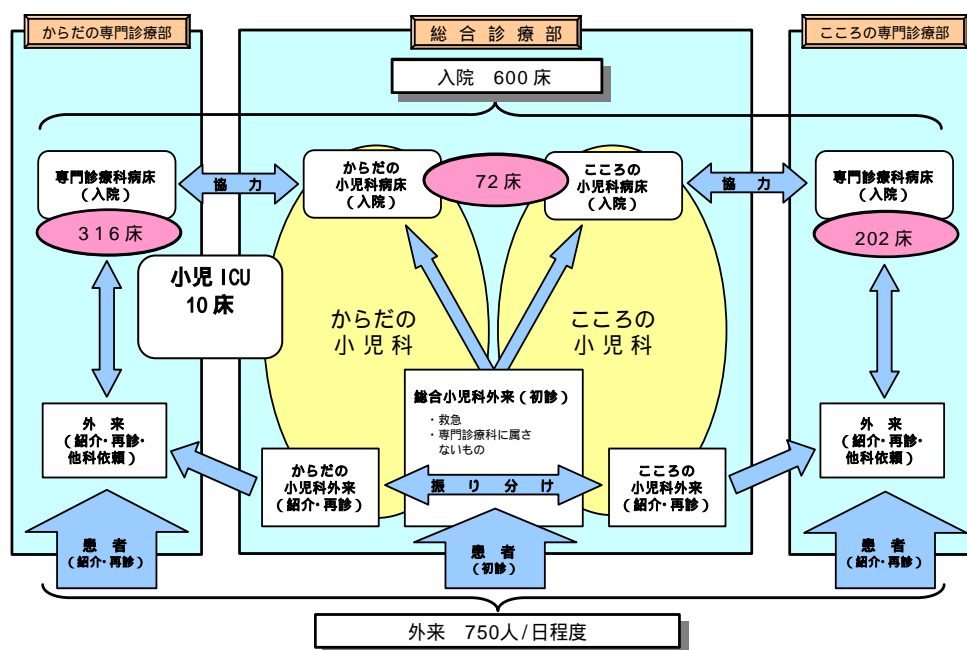 からだの専門診療部
総合診療部
こころの専門診療部
入院 600床
専門診療科病床
(入院)
316床
協力
からだの
小児科病床
(入院)
72床
こころの
小児科病床
(入院)
協力
専門診療科病床
(入院)
202床
小児 ICU
10床
からだの
小児科
こころの
小児科
総合小児科外来(初診)
・救急
・専門診療科に属さ
ないもの
外来
(紹介・再診・
他科依頼)
からだの
小児科外来
(紹介・再診)
振り分け
こころの
小児科外来
(紹介・再診)
外来
(紹介・再診・
他科依頼)
患者
(紹介・再診)
患者
(初診)
患者
(紹介・再診)
外来 750人/日程度